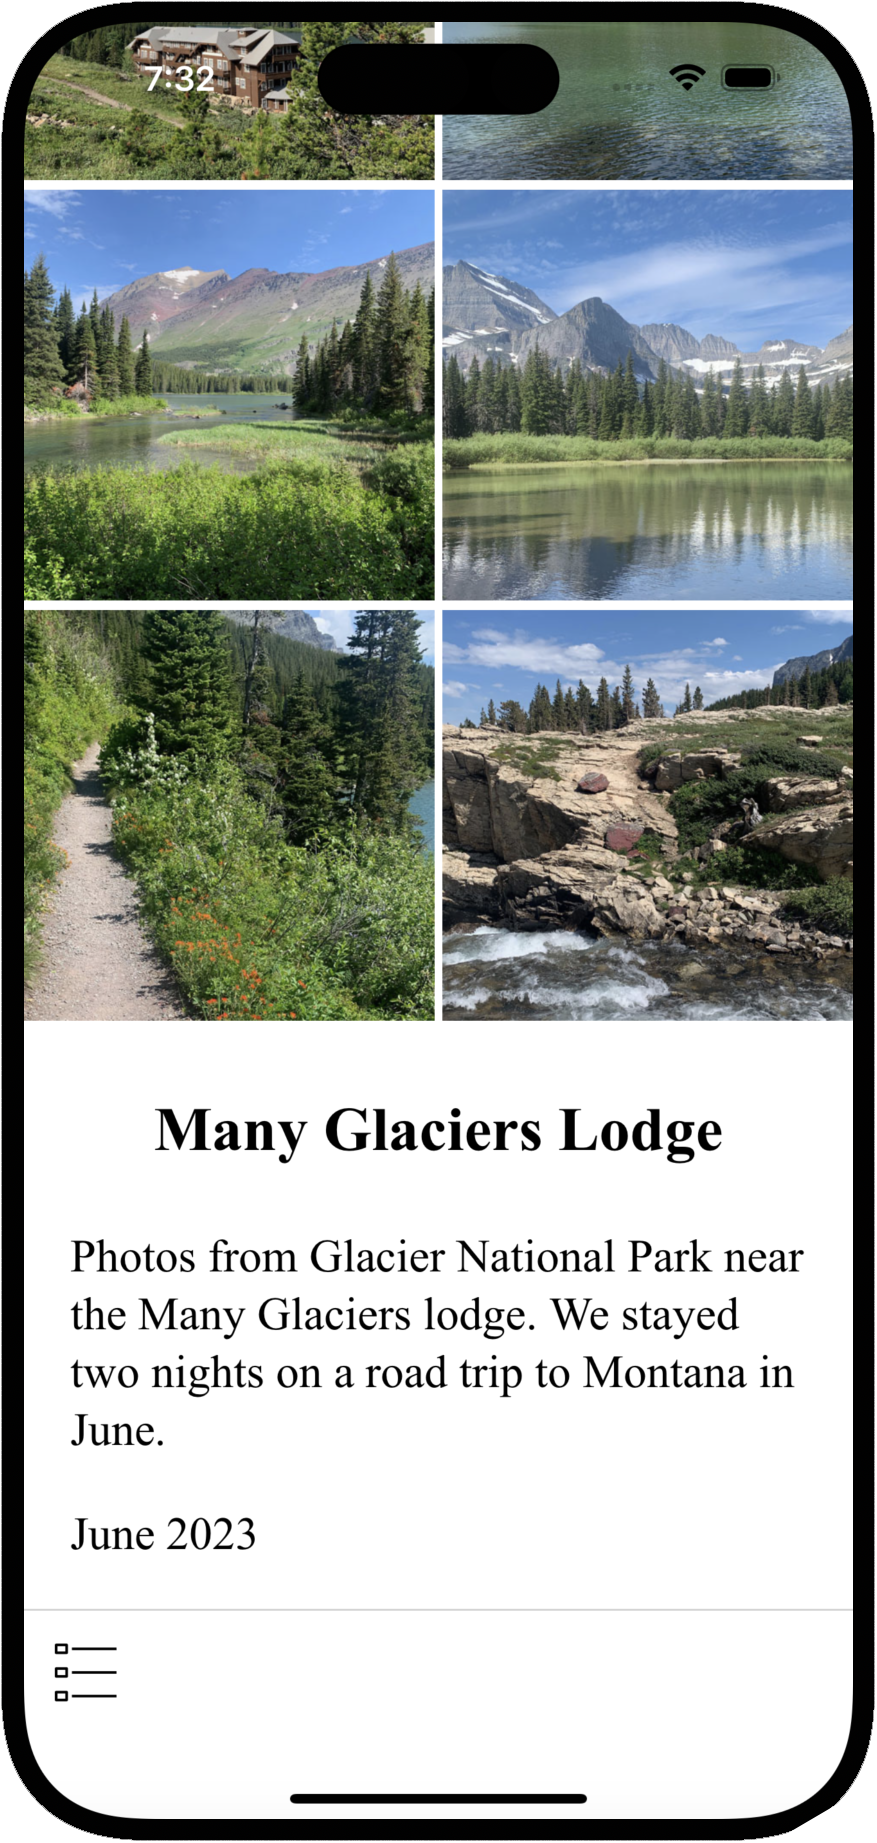 7:32
Many Glaciers Lodge
Photos from Glacier National Park near
the Many Glaciers lodge. We stayed
two nights on a road trip to Montana in
June.
June 2023